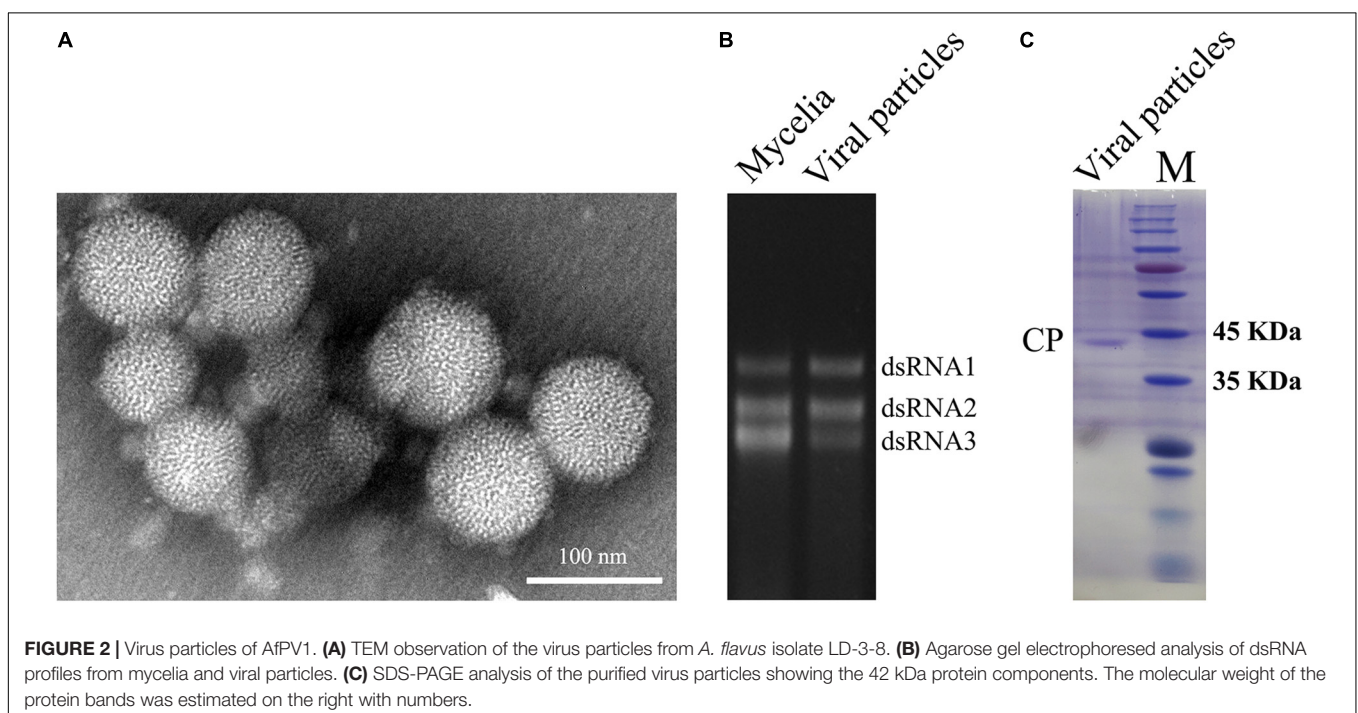 A
B
C
Mycelia
Viral particles
Viral particles
M
100 nm
dsRNA1
dsRNA2
dsRNA3
CP
45 KDa
35 KDa
FIGURE 2 | Virus particles of AfPV1. (A) TEM observation of the virus particles from A. flavus isolate LD-3-8. (B) Agarose gel electrophoresed analysis of dsRNA
profiles from mycelia and viral particles. (C) SDS-PAGE analysis of the purified virus particles showing the 42 kDa protein components. The molecular weight of the
protein bands was estimated on the right with numbers.